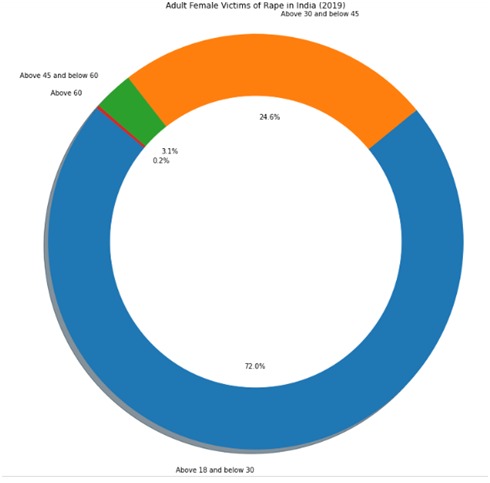 Adult Female Victims of Rape in India (2019)
Above 30 and below 45
Above 45 and below 60
Above 60
24.6%
3.1%
0.2%
72.0%
Above 18 and below 30